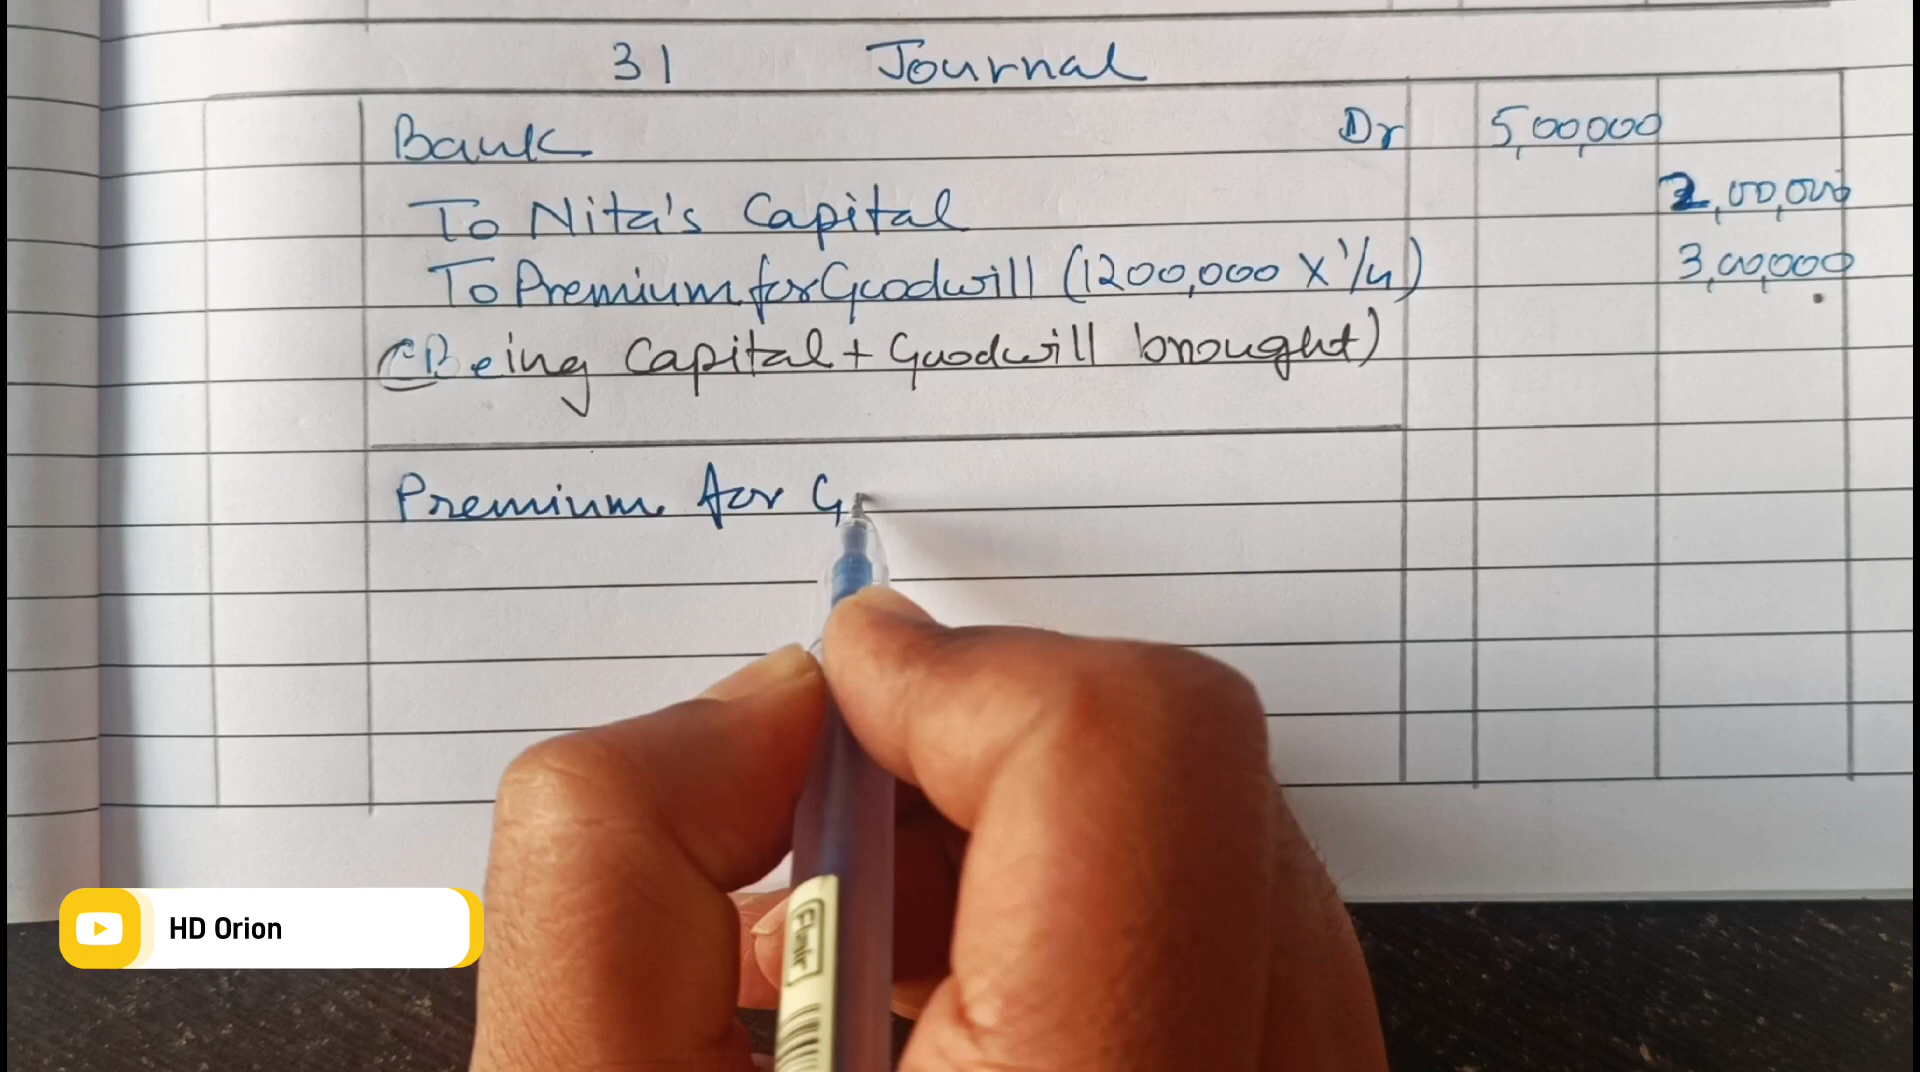 31 Journal
Bank Dr 5,00,000
To Nita's Capital 2,00,000
To Premium for Goodwill (1200,000 X 1/4) 3,00,000
(Being Capital + Goodwill brought)
Premium for G
HD Orion
Flair